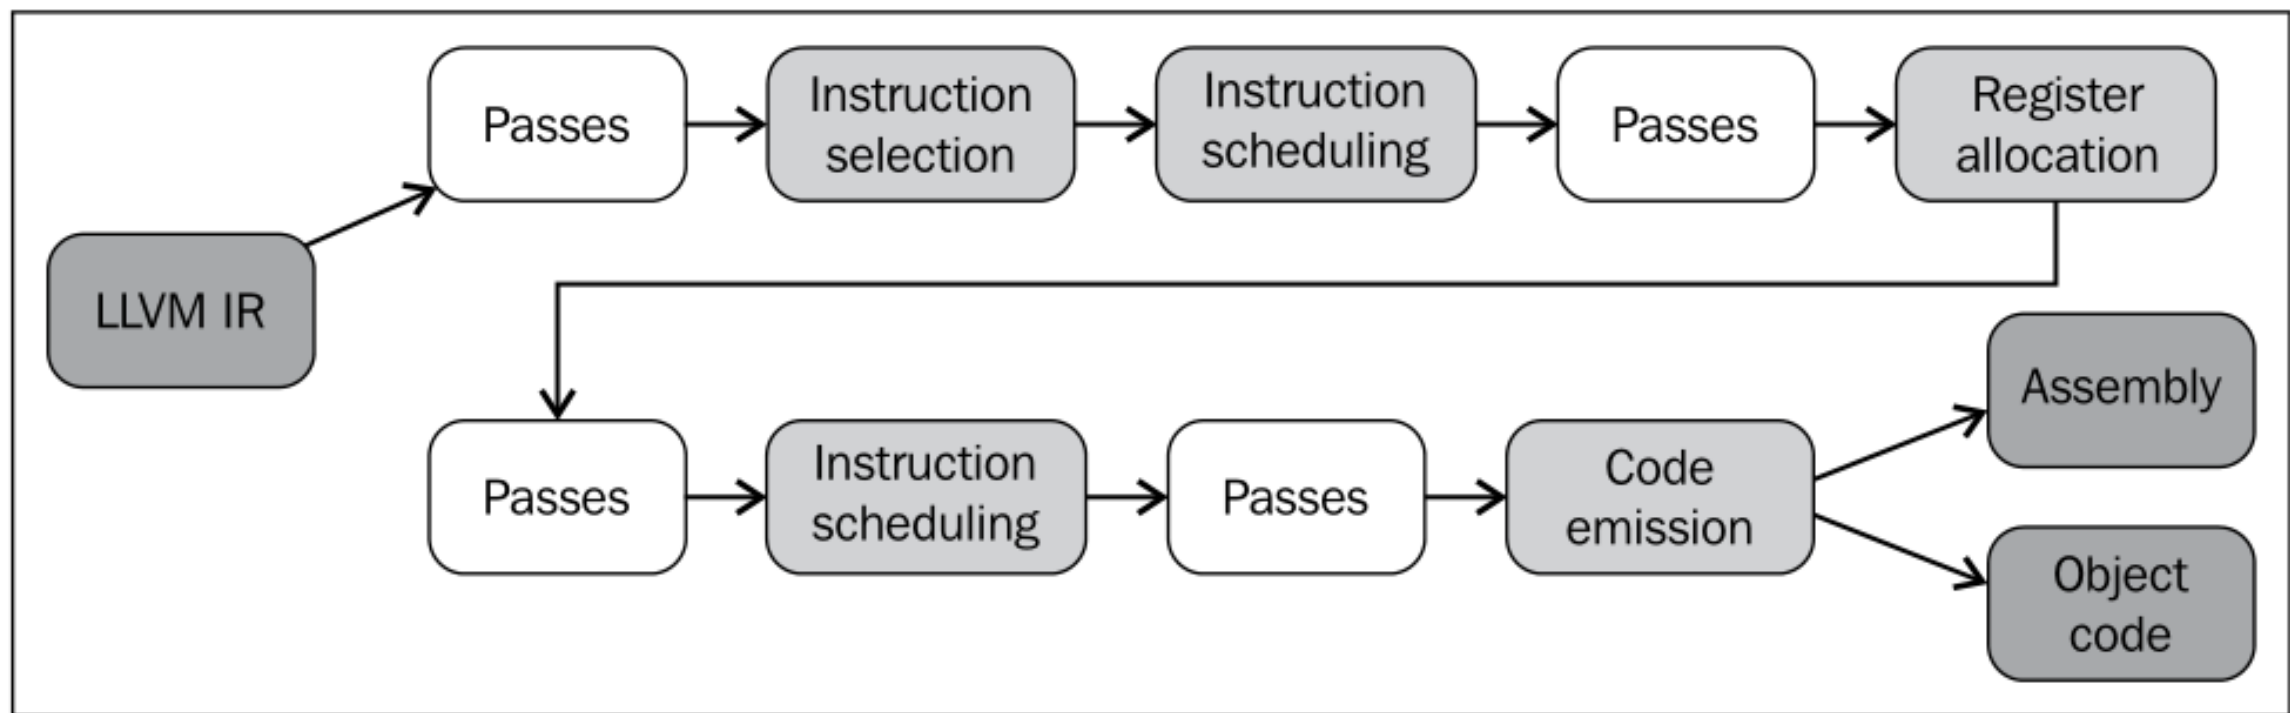 LLVM IR
Passes
Instruction
selection
Instruction
scheduling
Passes
Register
allocation
Passes
Instruction
scheduling
Passes
Code
emission
Assembly
Object
code